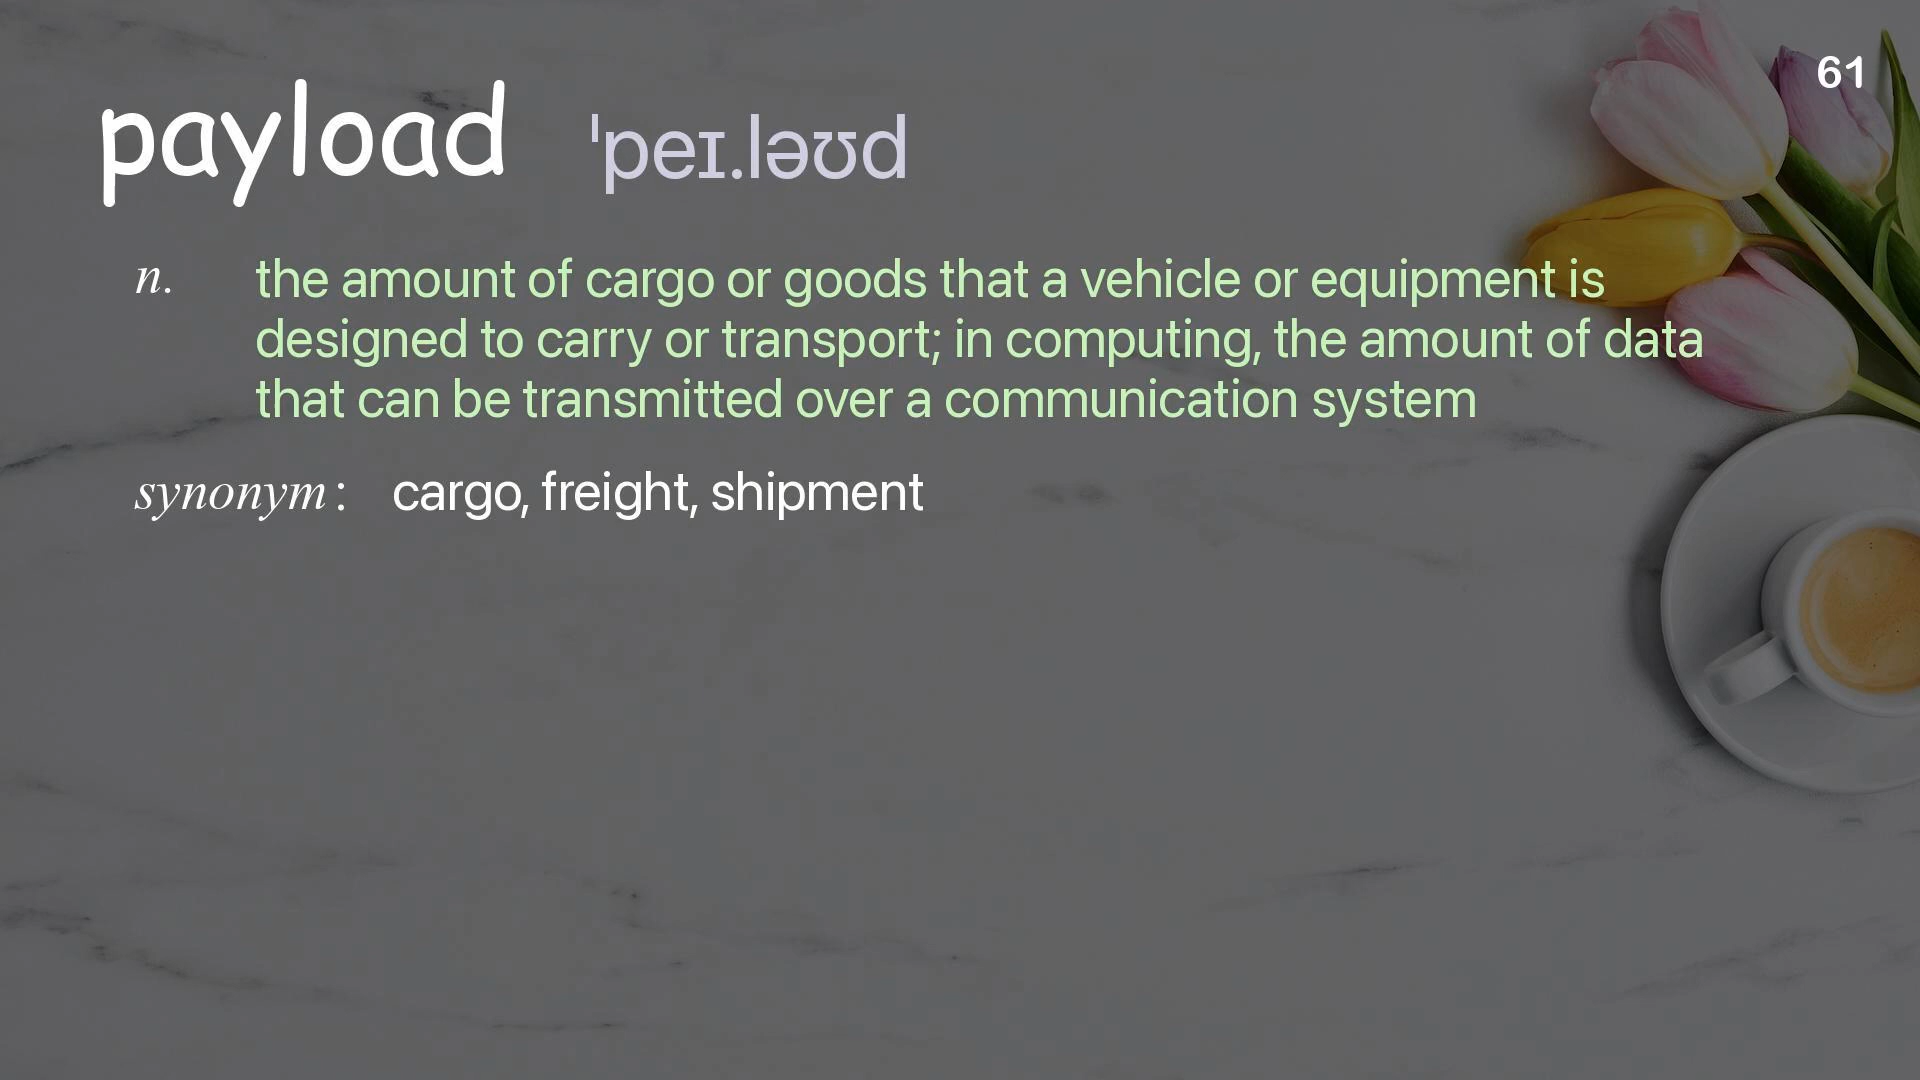 61
payload ˈpeɪ.ləʊd
n. the amount of cargo or goods that a vehicle or equipment is
designed to carry or transport; in computing, the amount of data
that can be transmitted over a communication system
synonym: cargo, freight, shipment